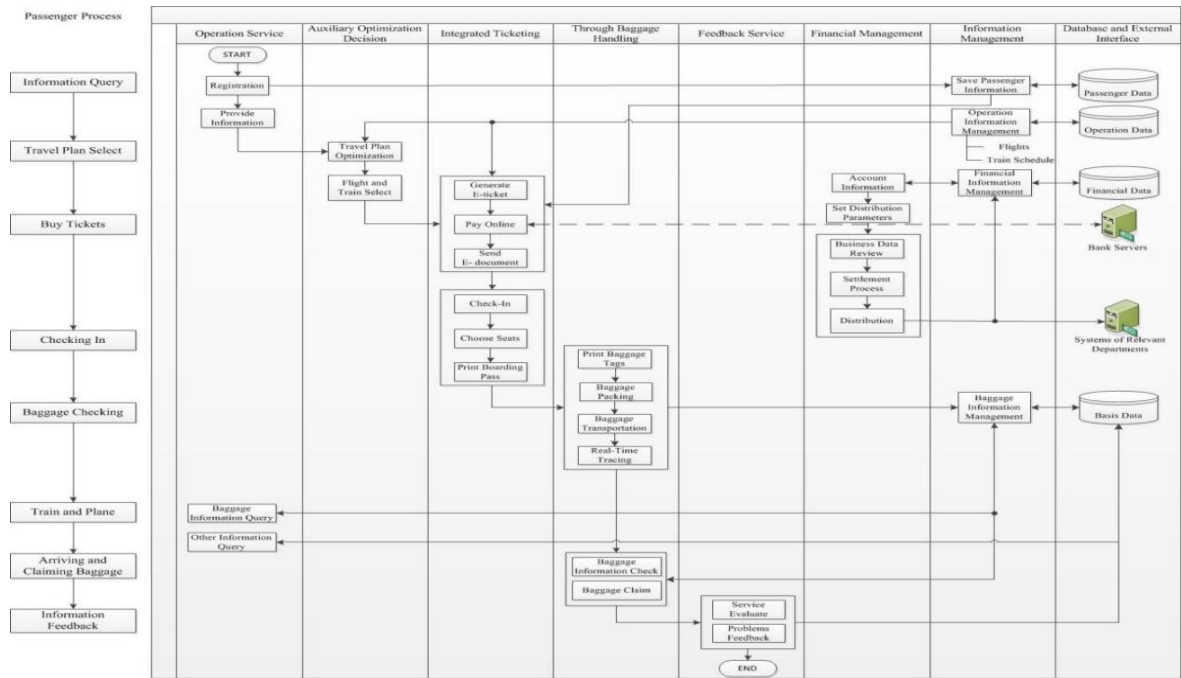 Passenger Process
Information Query
Travel Plan Select
Buy Tickets
Checking In
Baggage Checking
Train and Plane
Arriving and
Claiming Baggage
Information
Feedback
Operation Service
START
Registration
Provide
Information
Baggage
Information Query
Other Information
Query
Auxiliary Optimization
Decision
Travel Plan
Optimization
Flight and
Train Select
Integrated Ticketing
Generate
E-ticket
Pay Online
Send
E- document
Check-In
Choose Seats
Print Boarding
Pass
Through Baggage
Handling
Print Baggage
Tags
Baggage
Packing
Baggage
Transportation
Real-Time
Tracing
Baggage
Information Check
Baggage Claim
Feedback Service
Service
Evaluate
Problems
Feedback
END
Financial Management
Account
Information
Set Distribution
Parameters
Business Data
Review
Settlement
Process
Distribution
Information
Management
Save Passenger
Information
Operation
Information
Management
Flights
Train Schedule
Financial
Information
Management
Baggage
Information
Management
Database and External
Interface
Passenger Data
Operation Data
Financial Data
Bank Servers
Systems of Relevant
Departments
Basis Data